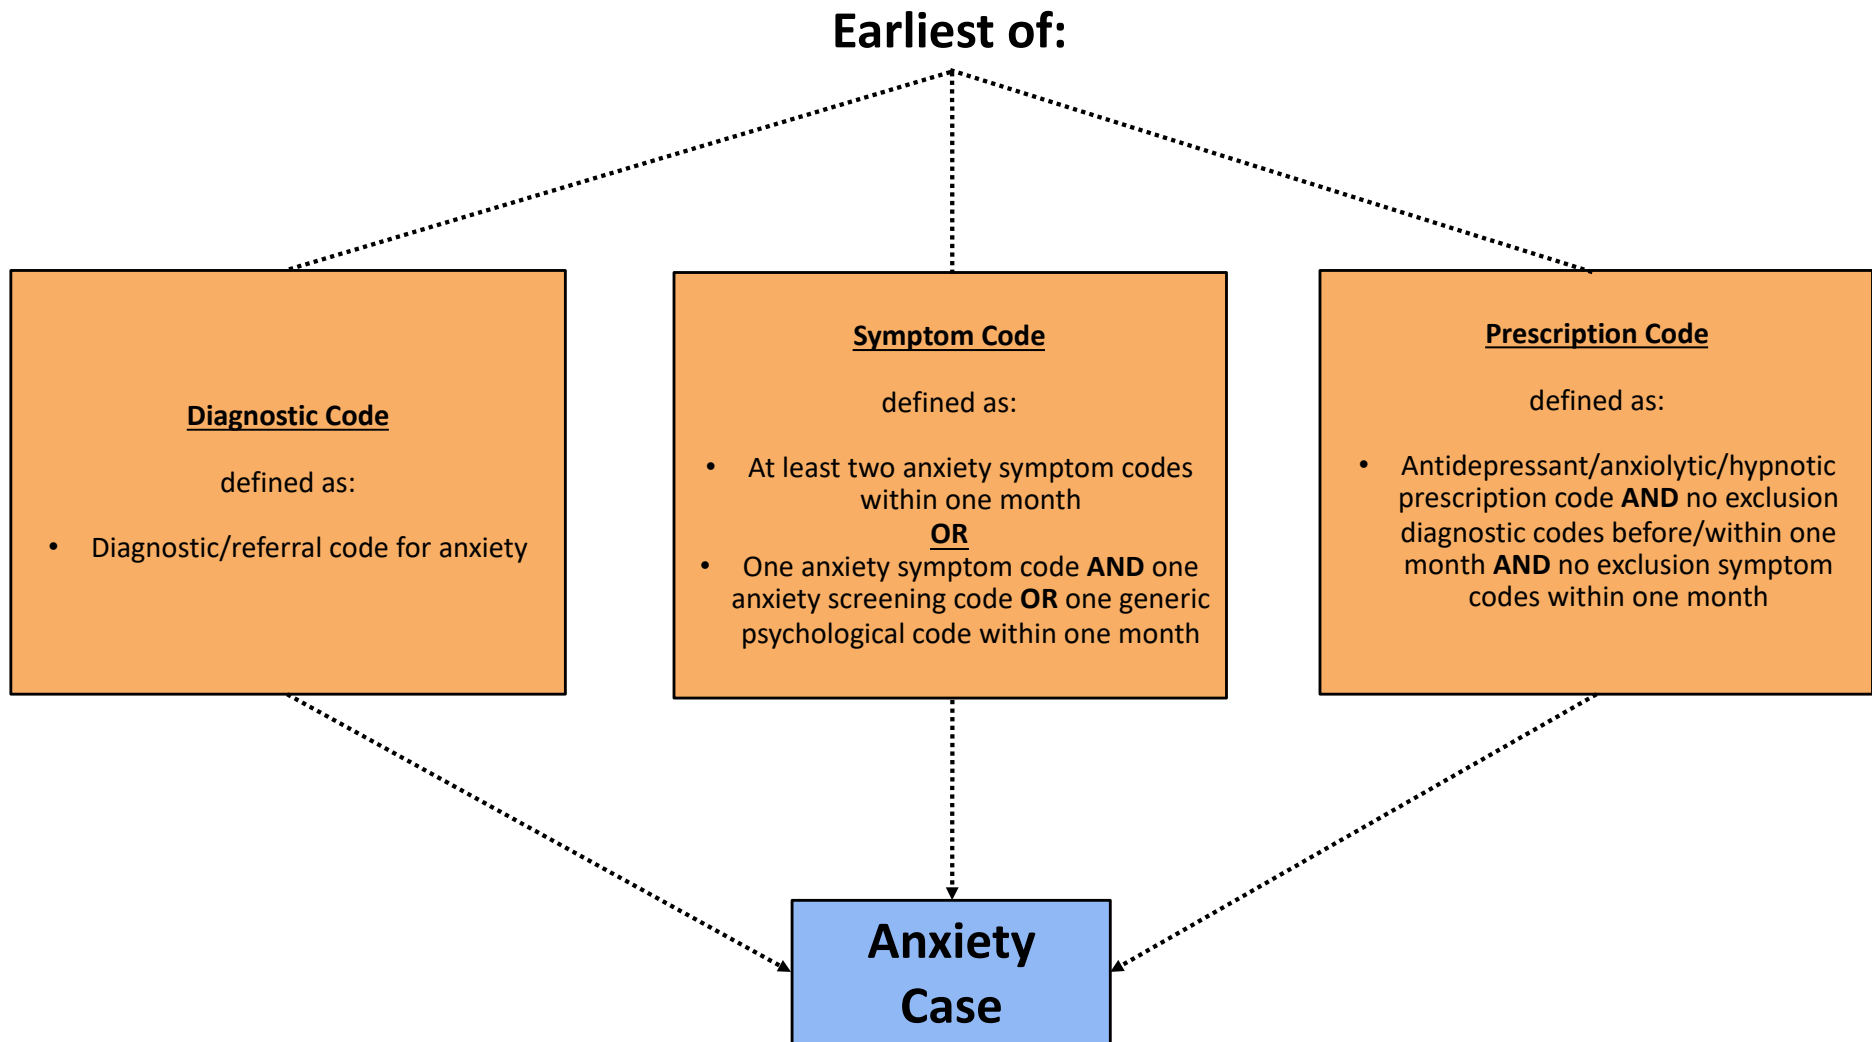 Earliest of:
Diagnostic Code
defined as:
• Diagnostic/referral code for anxiety
Symptom Code
defined as:
• At least two anxiety symptom codes
within one month
OR
• One anxiety symptom code AND one
anxiety screening code OR one generic
psychological code within one month
Prescription Code
defined as:
• Antidepressant/anxiolytic/hypnotic
prescription code AND no exclusion
diagnostic codes before/within one
month AND no exclusion symptom
codes within one month
Anxiety
Case